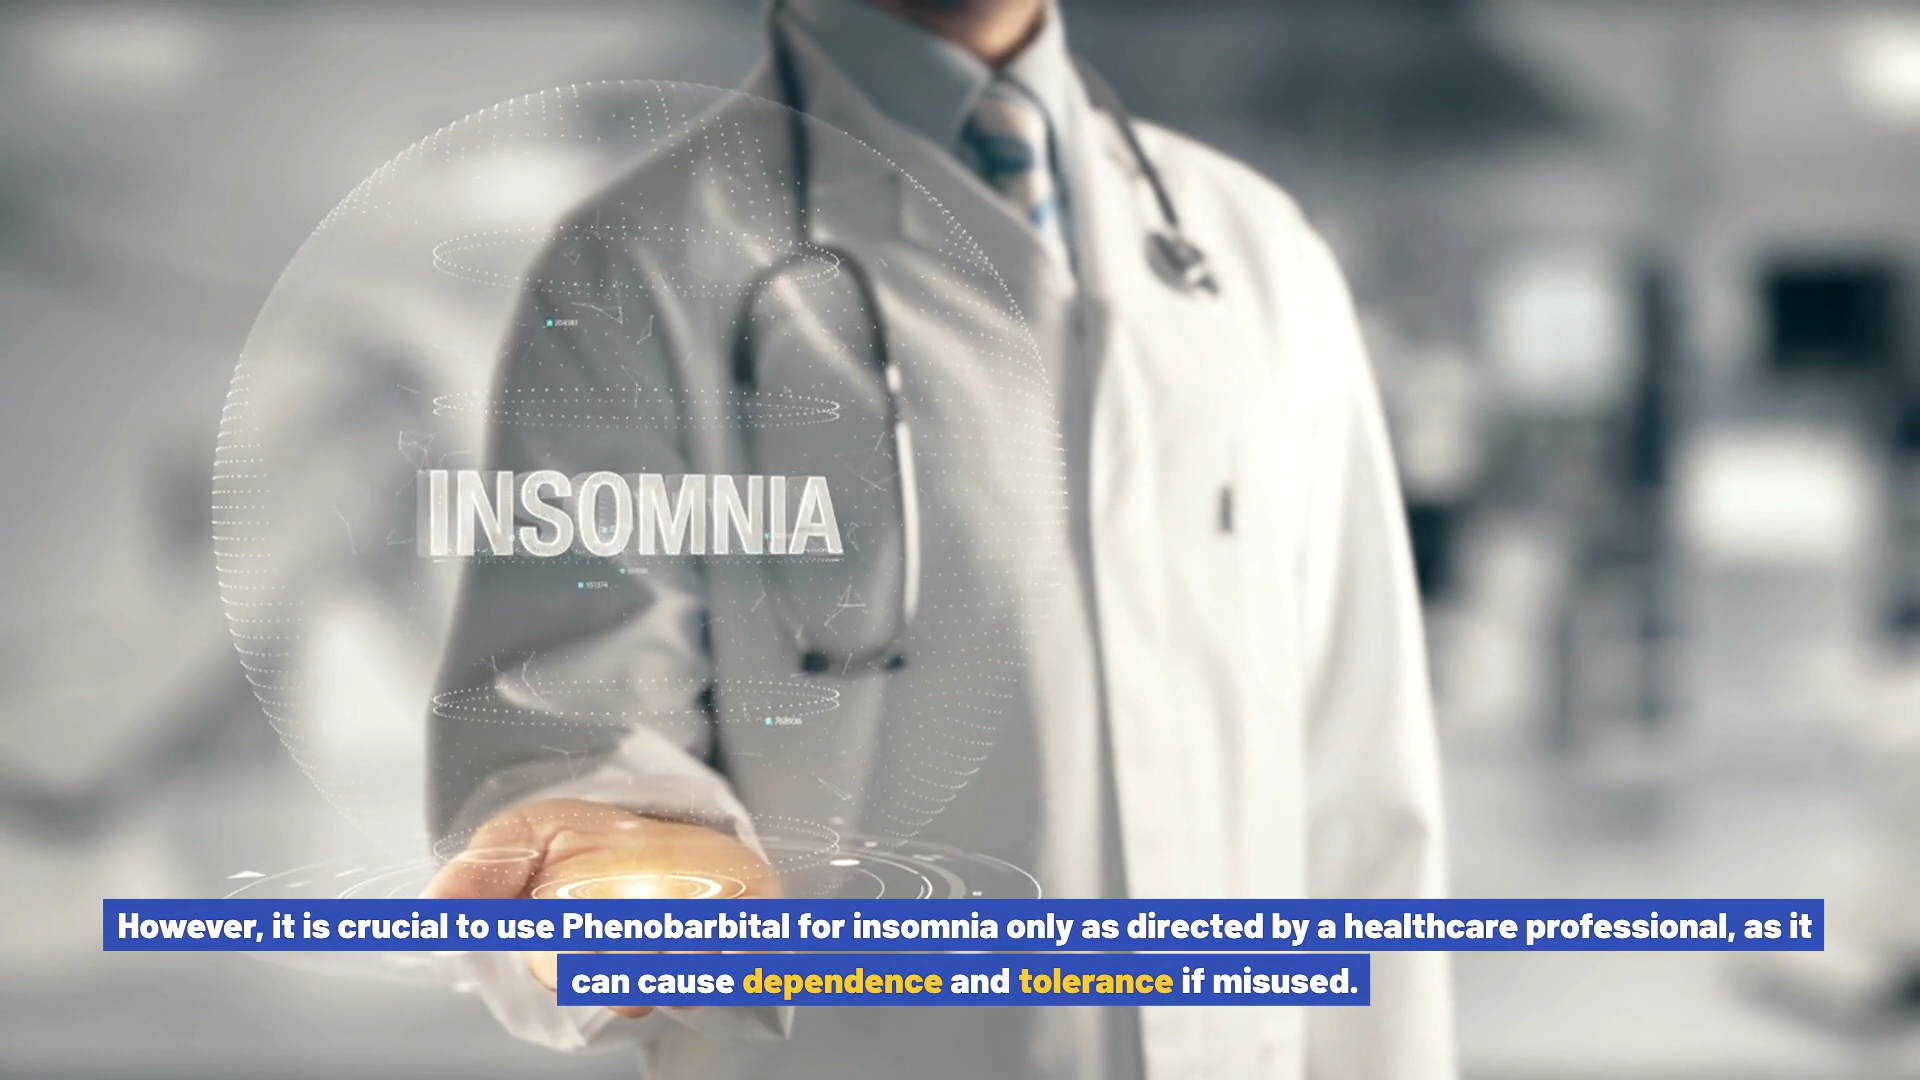 INSOMNIA
However, it is crucial to use Phenobarbital for insomnia only as directed by a healthcare professional, as it
can cause dependence and tolerance if misused.